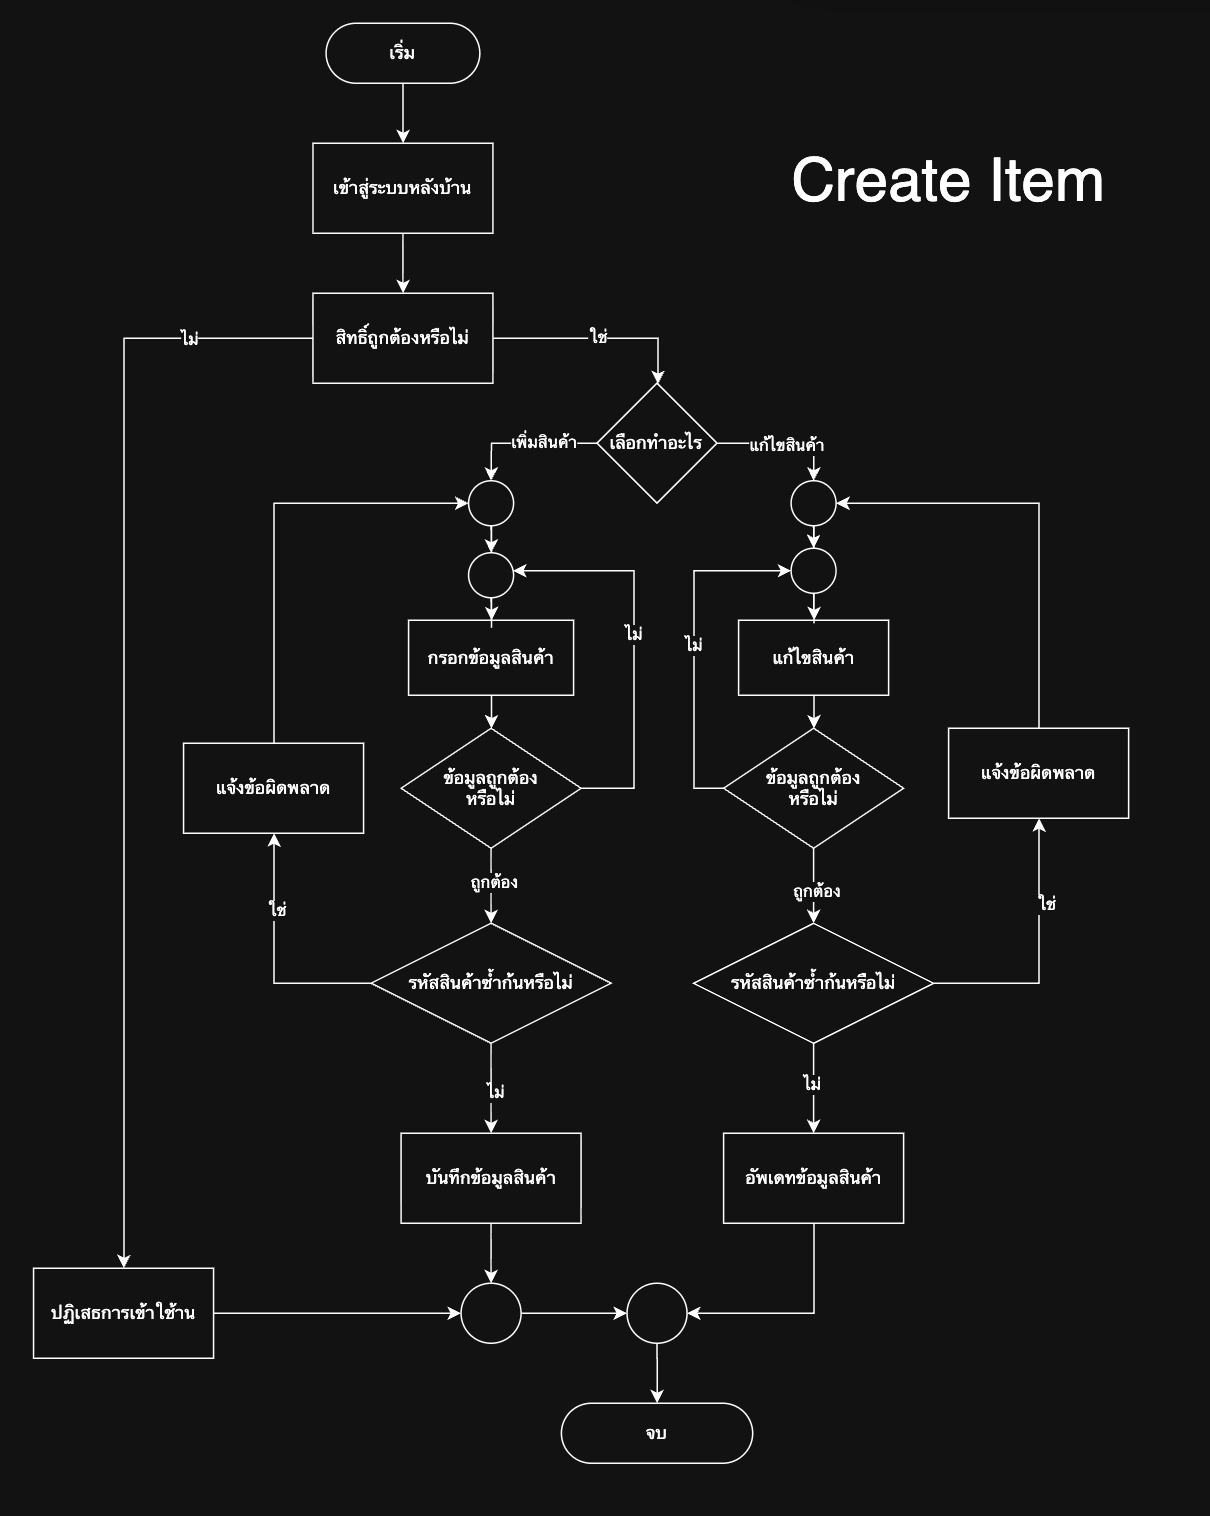 เริ่ม
เข้าสู่ระบบหลังบ้าน
Create Item
สิทธิ์ถูกต้องหรือไม่
ไม่
ใช่
เลือกทำอะไร
เพิ่มสินค้า
แก้ไขสินค้า
ไม่
ไม่
กรอกข้อมูลสินค้า
แก้ไขสินค้า
แจ้งข้อผิดพลาด
ข้อมูลถูกต้อง
หรือไม่
ข้อมูลถูกต้อง
หรือไม่
แจ้งข้อผิดพลาด
ถูกต้อง
ถูกต้อง
ใช่
ใช่
รหัสสินค้าซ้ำกันหรือไม่
รหัสสินค้าซ้ำกันหรือไม่
ไม่
ไม่
บันทึกข้อมูลสินค้า
อัพเดทข้อมูลสินค้า
ปฏิเสธการเข้าใช้าน
จบ